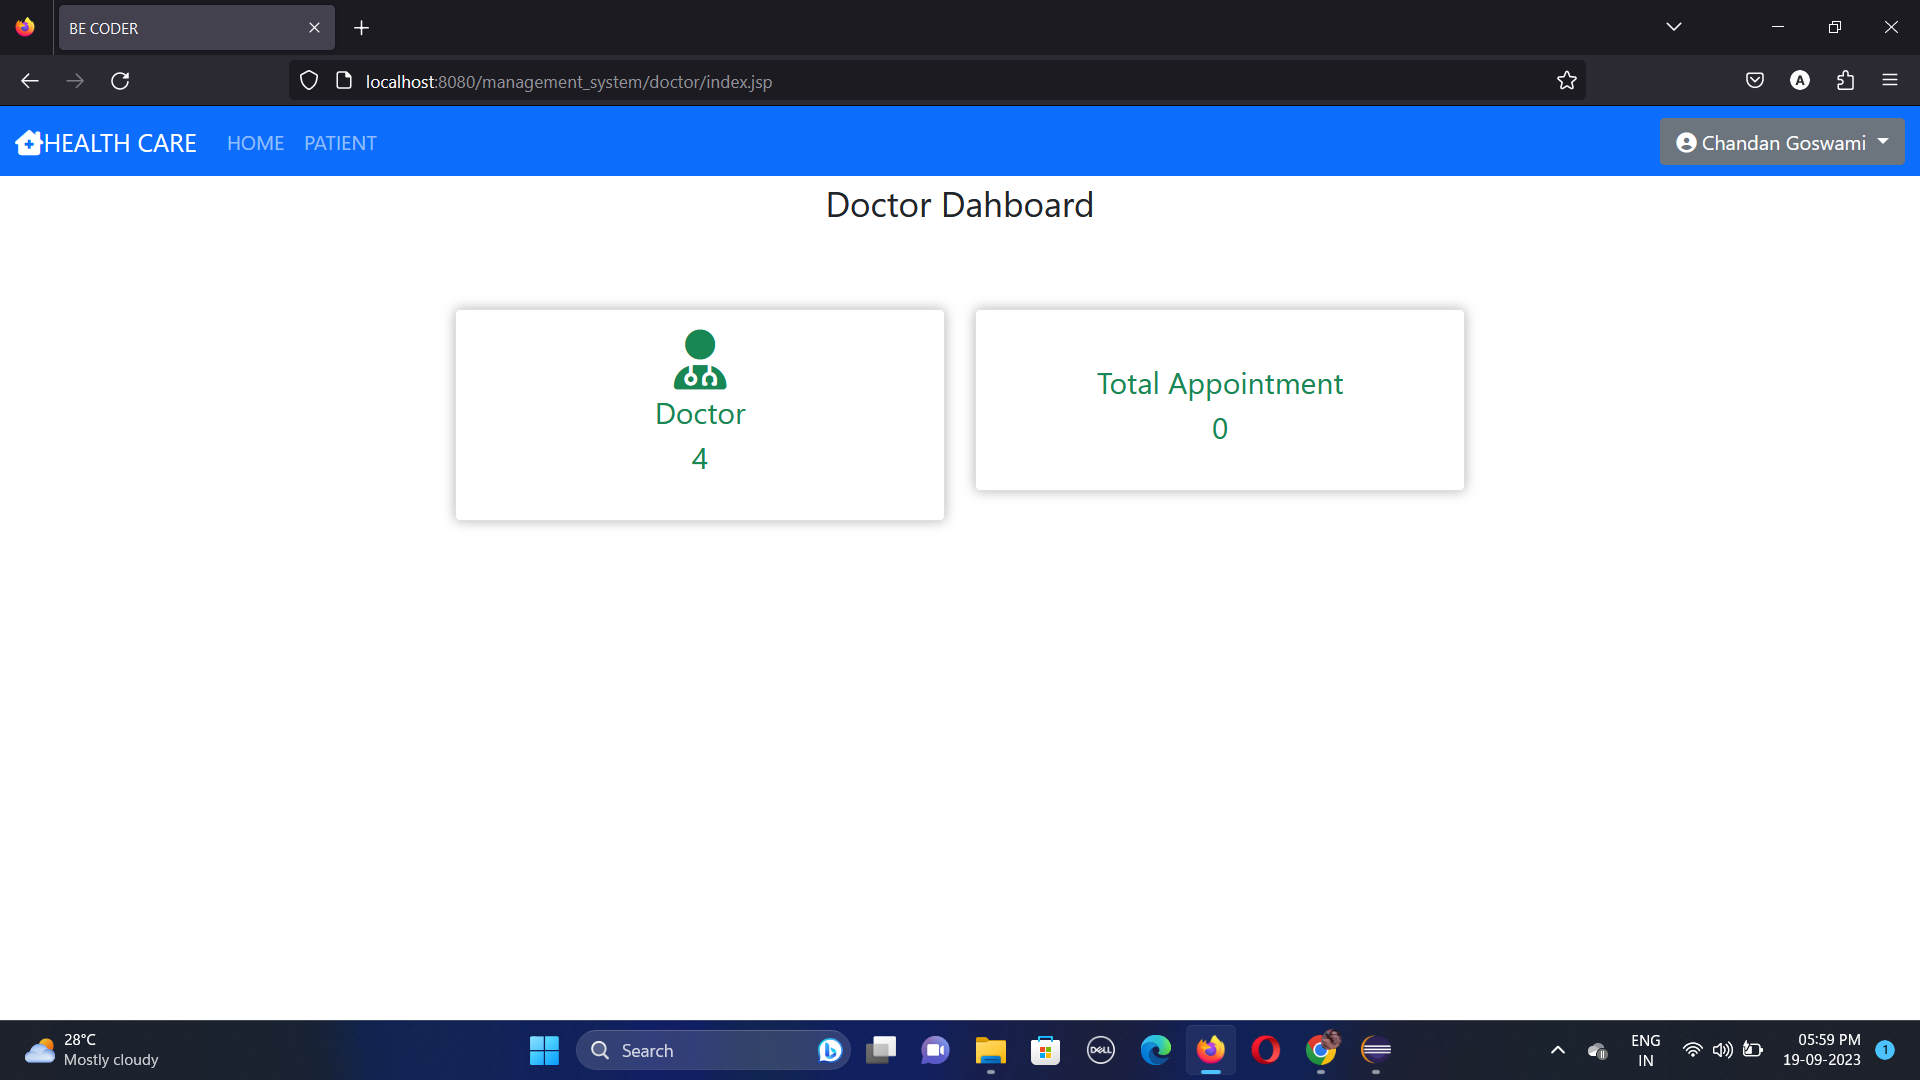 BE CODER
localhost:8080/management_system/doctor/index.jsp
HEALTH CARE HOME PATIENT Chandan Goswami
Doctor Dahboard
Doctor
4
Total Appointment
0
28°C
Mostly cloudy
Search
DELL
ENG
IN
05:59 PM
19-09-2023
1
A